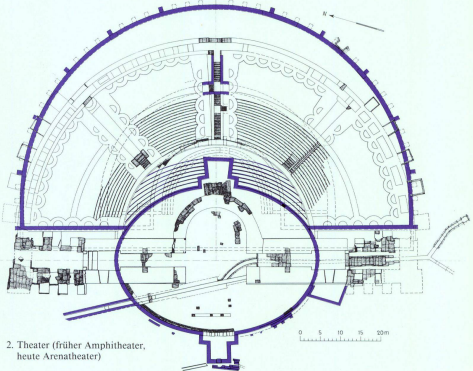 N
2. Theater (früher Amphitheater,
heute Arenatheater)
0 5 10 15 20m